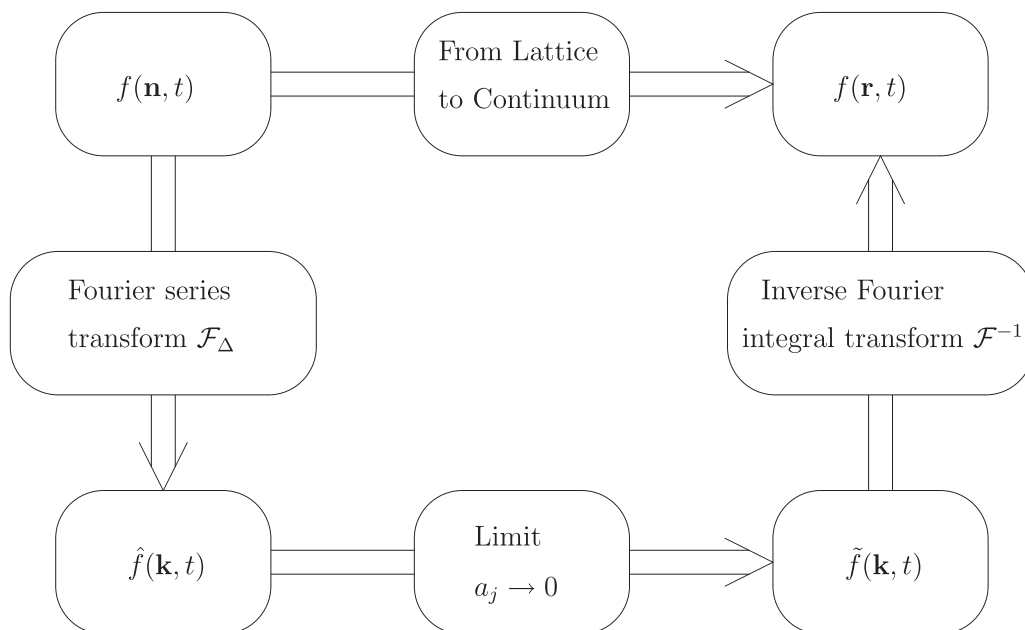 f(n, t)
From Lattice
to Continuum
f(r, t)
Fourier series
transform ℱ_Δ
Inverse Fourier
integral transform ℱ^{−1}
f̂(k, t)
Limit
a_j → 0
f̃(k, t)